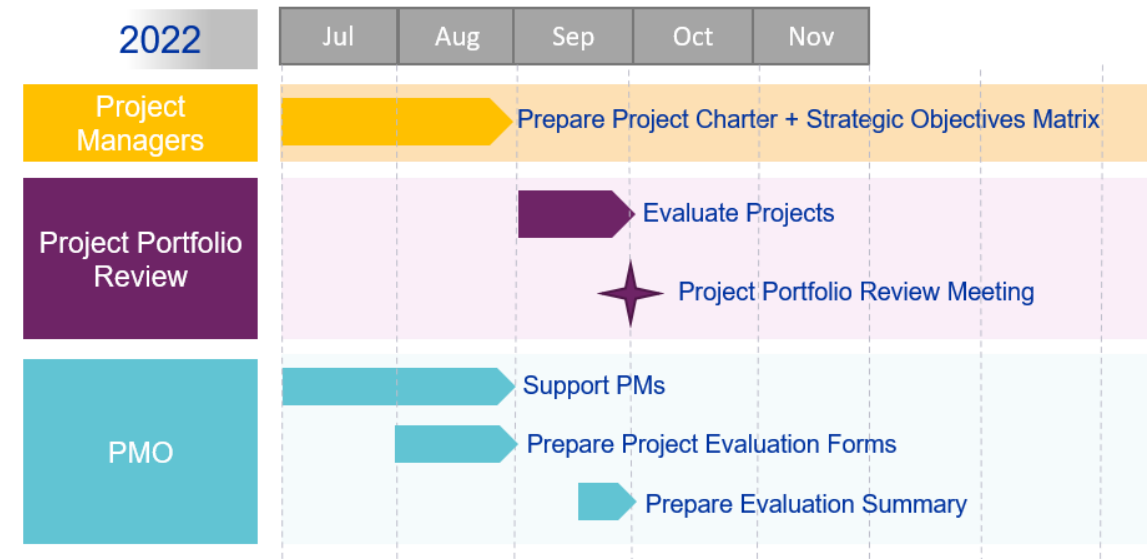 2022
Jul Aug Sep Oct Nov
Project
Managers
Prepare Project Charter + Strategic Objectives Matrix
Project Portfolio
Review
Evaluate Projects
Project Portfolio Review Meeting
PMO
Support PMs
Prepare Project Evaluation Forms
Prepare Evaluation Summary